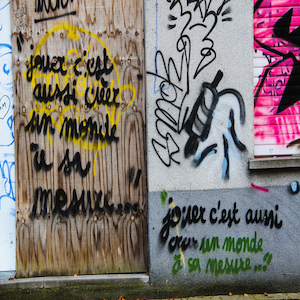 jouer c'est
aussi créer
un monde
"à sa
mesure..."
"jouer c'est aussi
créer un monde
à sa mesure..."